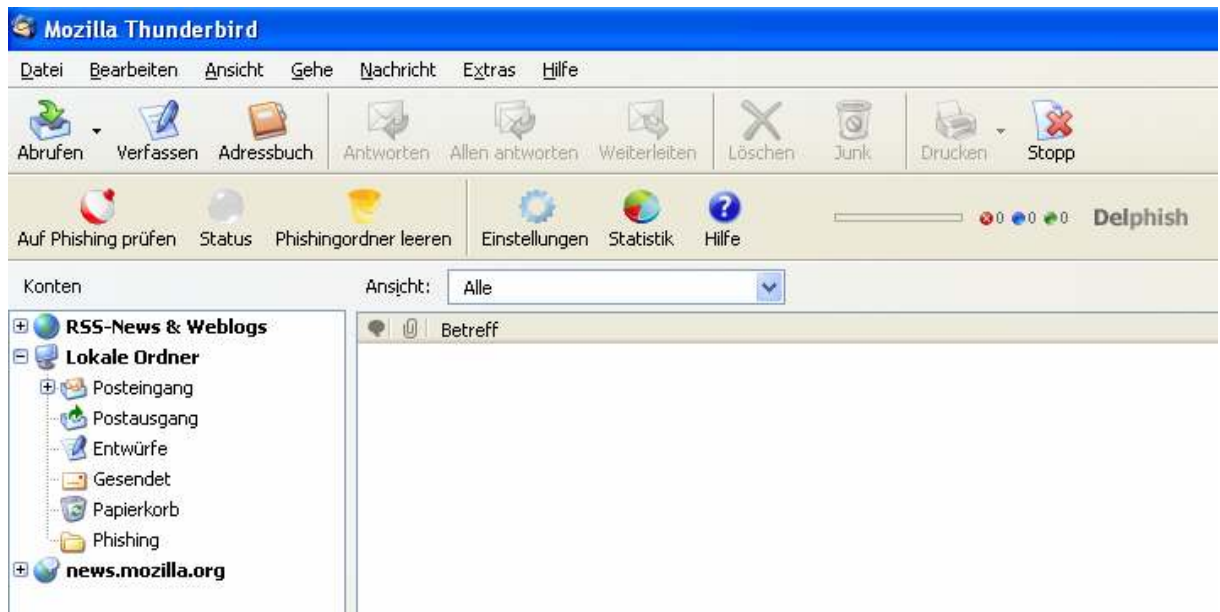 Mozilla Thunderbird
Datei Bearbeiten Ansicht Gehe Nachricht Extras Hilfe
Abrufen Verfassen Adressbuch Antworten Allen antworten Weiterleiten Löschen Junk Drucken Stopp
Auf Phishing prüfen Status Phishingordner leeren Einstellungen Statistik Hilfe 0 0 0 Delphish
Konten Ansicht: Alle
RSS-News & Weblogs Betreff
Lokale Ordner
Posteingang
Postausgang
Entwürfe
Gesendet
Papierkorb
Phishing
news.mozilla.org